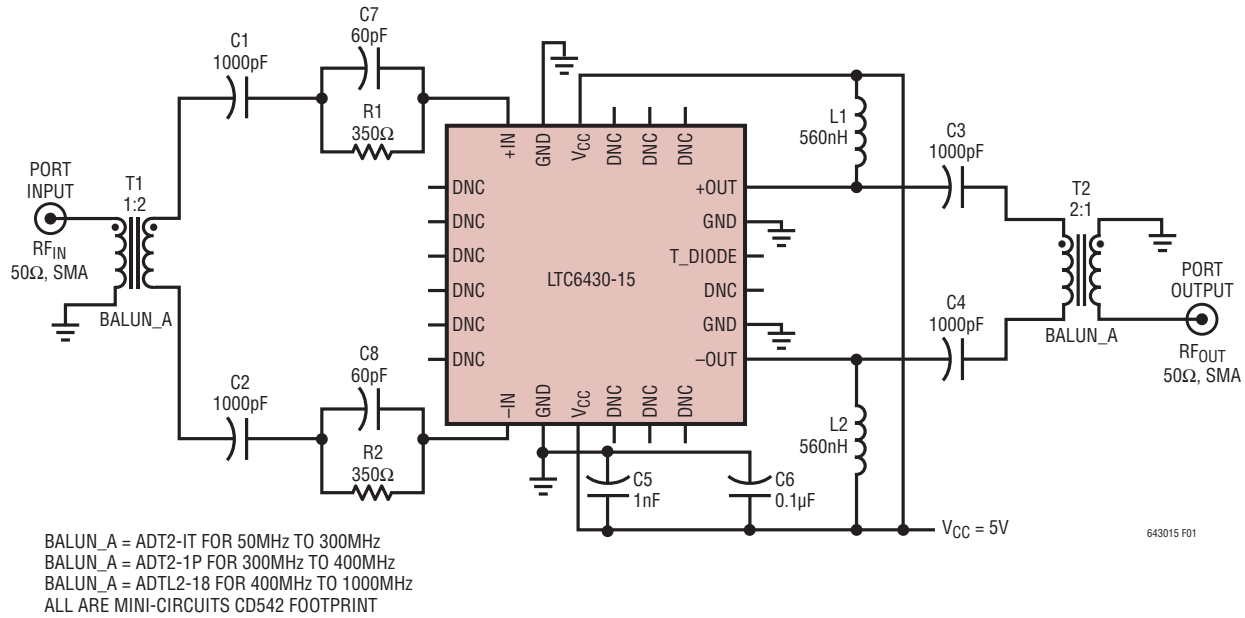 C7
60pF
C1
1000pF
R1
350Ω
PORT
INPUT
RFIN
50Ω, SMA
T1
1:2
BALUN_A
C2
1000pF
C8
60pF
R2
350Ω
+IN
GND
VCC
DNC
DNC
DNC
DNC
DNC
DNC
DNC
DNC
DNC
LTC6430-15
+OUT
GND
T_DIODE
DNC
GND
–OUT
–IN
GND
VCC
DNC
DNC
DNC
L1
560nH
C3
1000pF
T2
2:1
PORT
OUTPUT
RFOUT
50Ω, SMA
BALUN_A
C4
1000pF
L2
560nH
C5
1nF
C6
0.1µF
VCC = 5V
643015 F01
BALUN_A = ADT2-IT FOR 50MHz TO 300MHz
BALUN_A = ADT2-1P FOR 300MHz TO 400MHz
BALUN_A = ADTL2-18 FOR 400MHz TO 1000MHz
ALL ARE MINI-CIRCUITS CD542 FOOTPRINT